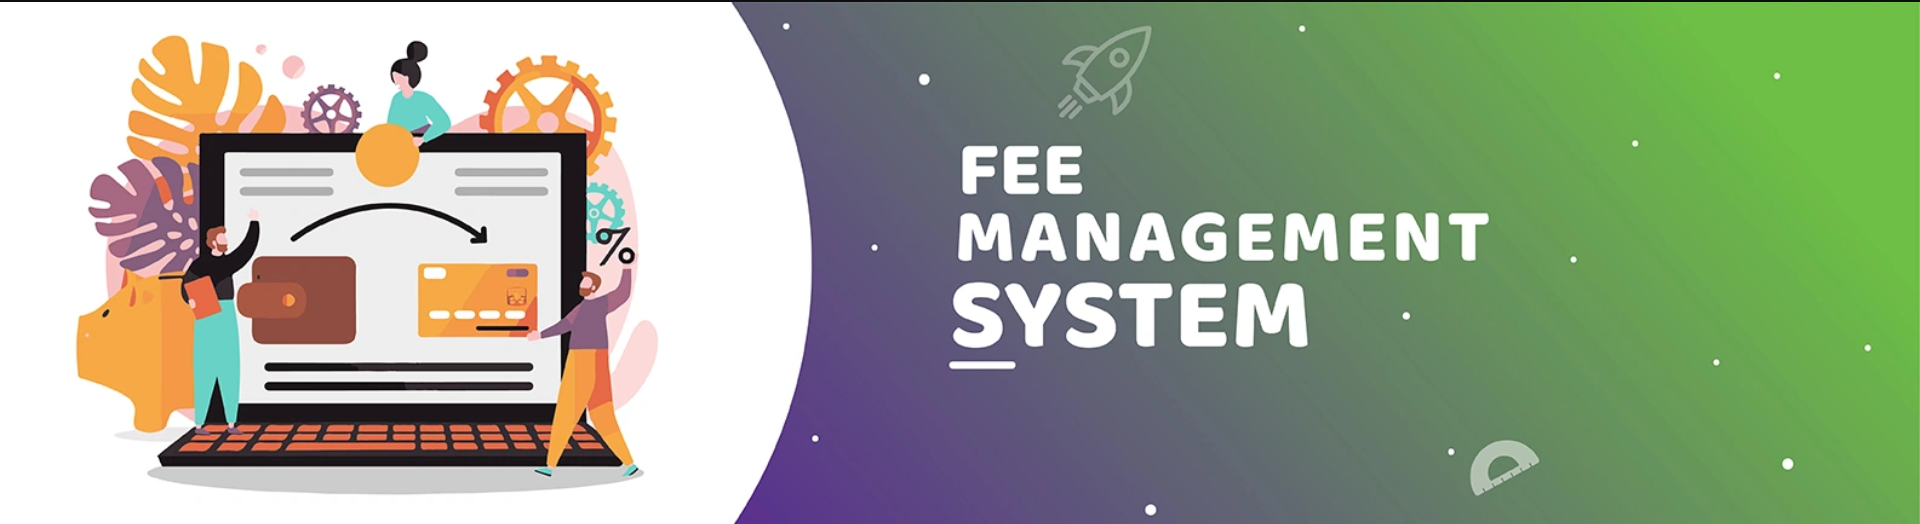 %
FEE
MANAGEMENT
SYSTEM